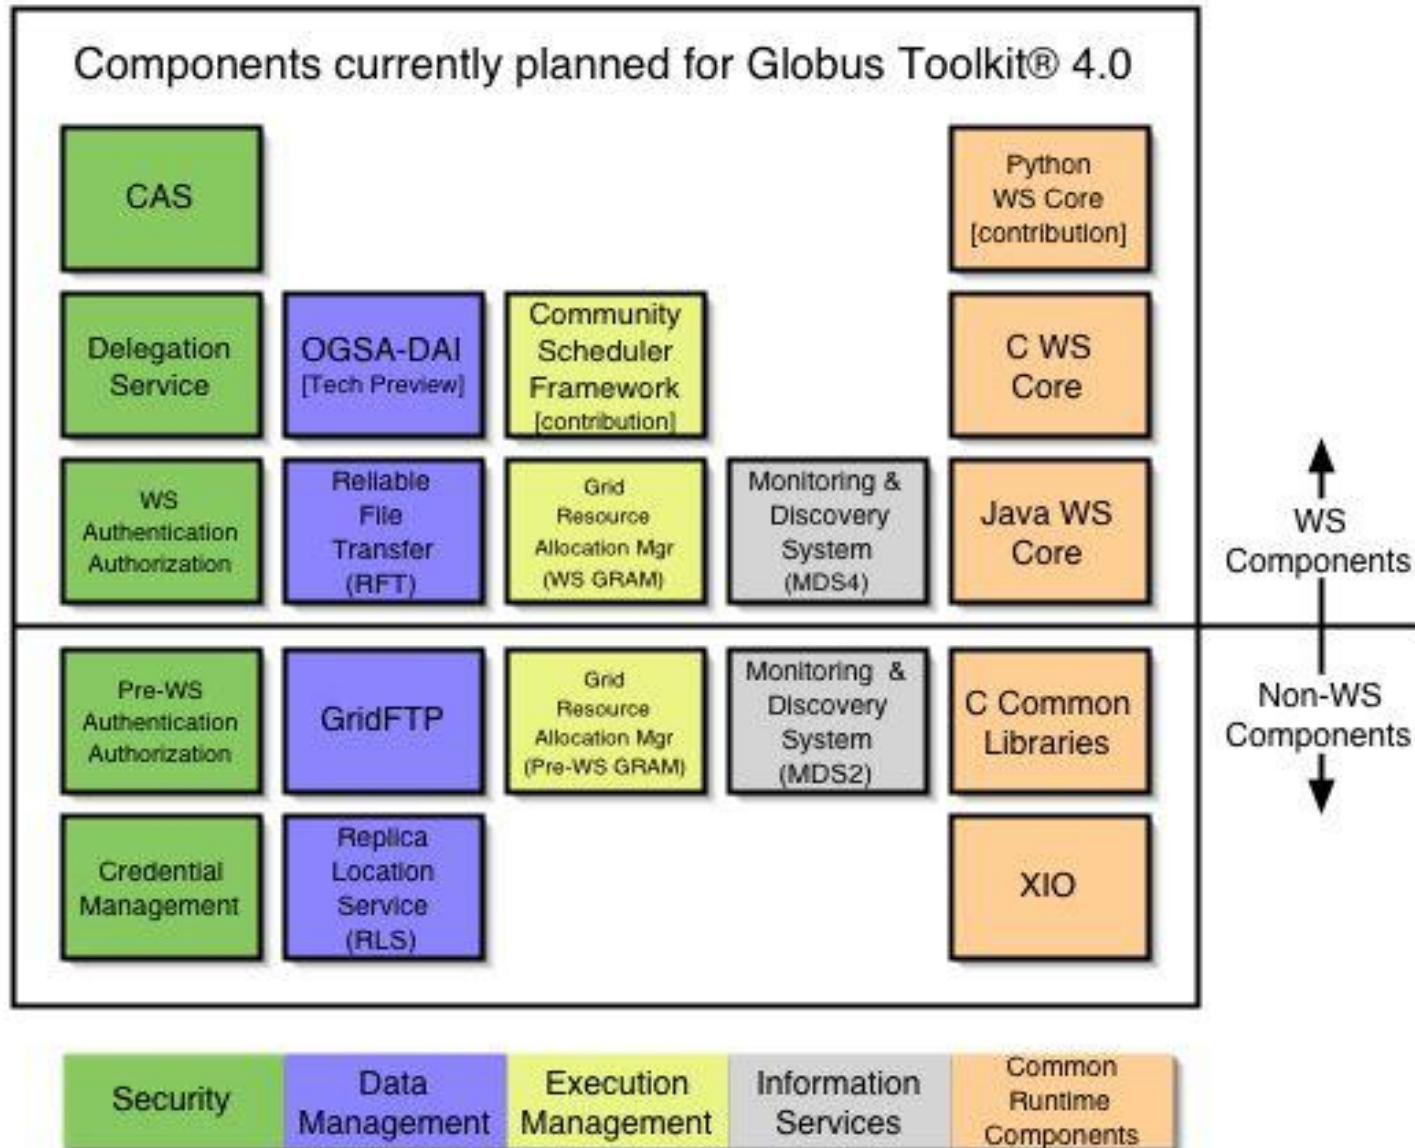 Components currently planned for Globus Toolkit® 4.0
CAS
Python
WS Core
[contribution]
Delegation
Service
OGSA-DAI
[Tech Preview]
Community
Scheduler
Framework
[contribution]
C WS
Core
WS
Authentication
Authorization
Reliable
File
Transfer
(RFT)
Grid
Resource
Allocation Mgr
(WS GRAM)
Monitoring &
Discovery
System
(MDS4)
Java WS
Core
WS
Components
Pre-WS
Authentication
Authorization
GridFTP
Grid
Resource
Allocation Mgr
(Pre-WS GRAM)
Monitoring &
Discovery
System
(MDS2)
C Common
Libraries
Non-WS
Components
Credential
Management
Replica
Location
Service
(RLS)
XIO
Security
Data
Management
Execution
Management
Information
Services
Common
Runtime
Components